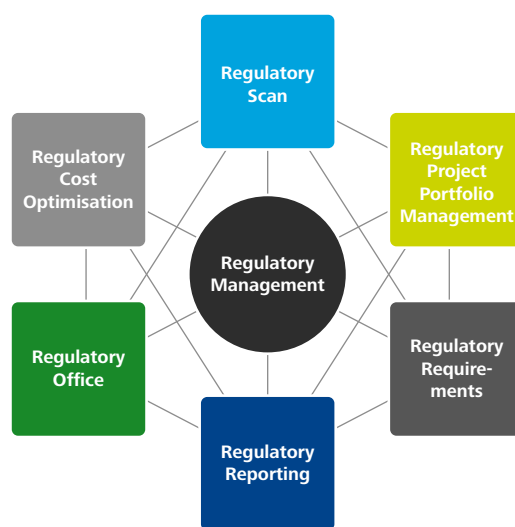 Regulatory
Scan
Regulatory
Cost
Optimisation
Regulatory
Project
Portfolio
Management
Regulatory
Management
Regulatory
Office
Regulatory
Require-
ments
Regulatory
Reporting